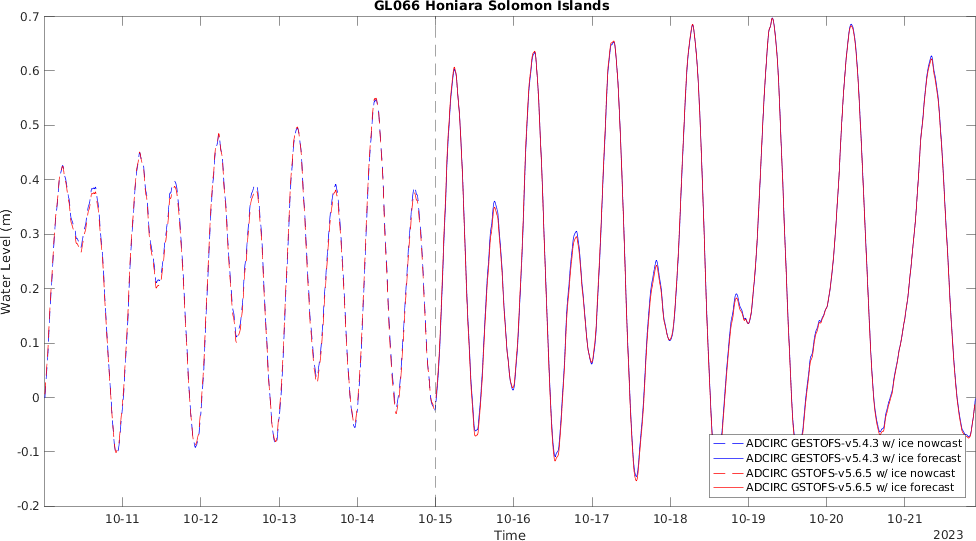 GL066 Honiara Solomon Islands
0.7
0.6
0.5
0.4
0.3
0.2
0.1
0
-0.1
-0.2
Water Level (m)
ADCIRC GESTOFS-v5.4.3 w/ ice nowcast
ADCIRC GESTOFS-v5.4.3 w/ ice forecast
ADCIRC GSTOFS-v5.6.5 w/ ice nowcast
ADCIRC GSTOFS-v5.6.5 w/ ice forecast
10-11 10-12 10-13 10-14 10-15 10-16 10-17 10-18 10-19 10-20 10-21
Time
2023